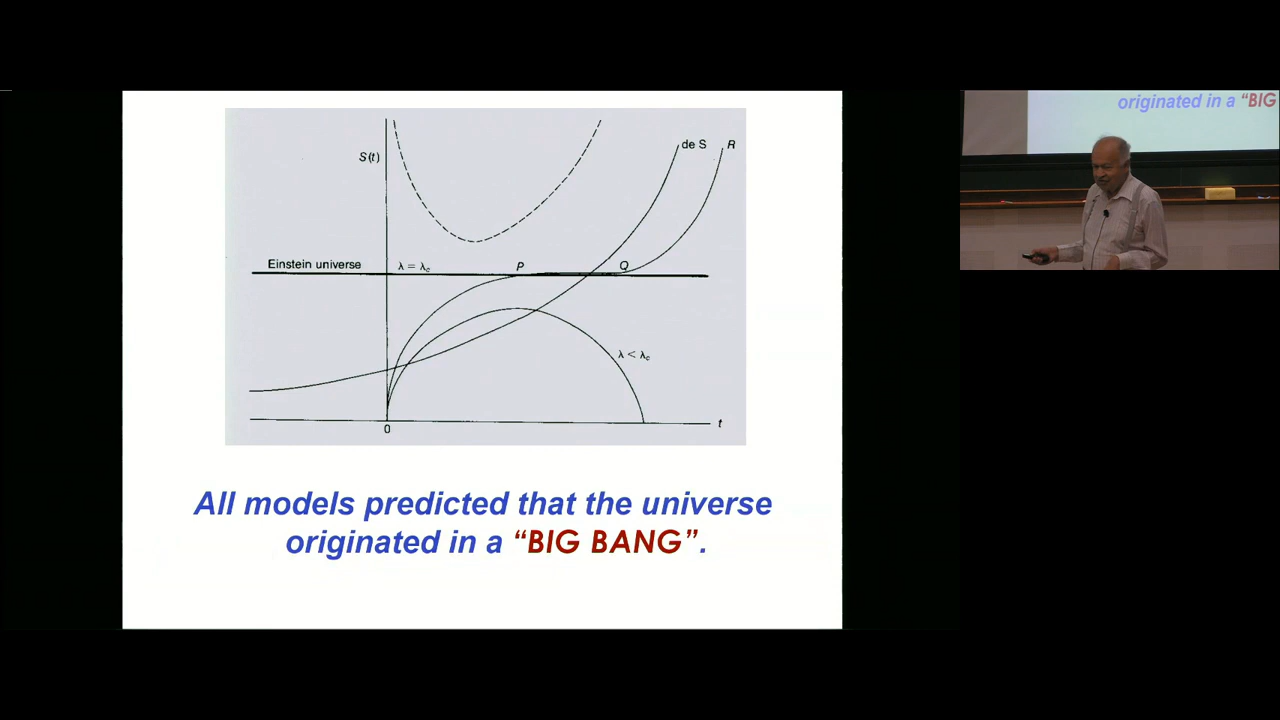 S(t)
de S
R
Einstein universe
λ = λc
P
Q
λ < λc
0
t
All models predicted that the universe
originated in a “BIG BANG”.
originated in a “BIG